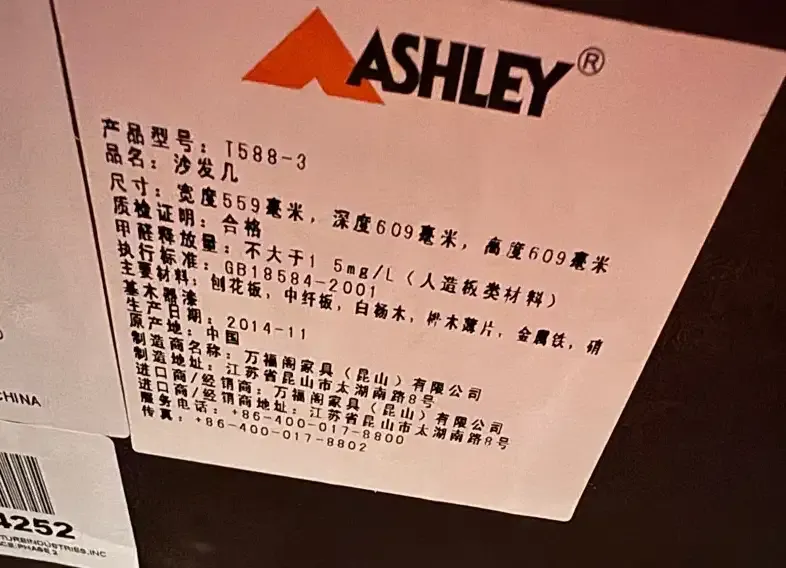 ASHLEY®
产品型号: T588-3
品名: 沙发几
尺寸: 宽度559毫米, 深度609毫米, 高度609毫米
质检证明: 合格
甲醛释放量: 不大于1 5mg/L (人造板类材料)
执行标准: GB18584-2001
主要材料: 刨花板, 中纤板, 白杨木, 桦木薄片, 金属铁, 硝
基木器漆
生产日期: 2014-11
原产地: 中国
制造商名称: 万福阁家具(昆山)有限公司
制造地址: 江苏省昆山市太湖南路8号
进口商/经销商: 万福阁家具(昆山)有限公司
进口商/经销商地址: 江苏省昆山市太湖南路8号
服务电话: +86-400-017-8800
传真: +86-400-017-8802
CHINA
4252
TURBINDUSTRIES, INC
PHASE 2